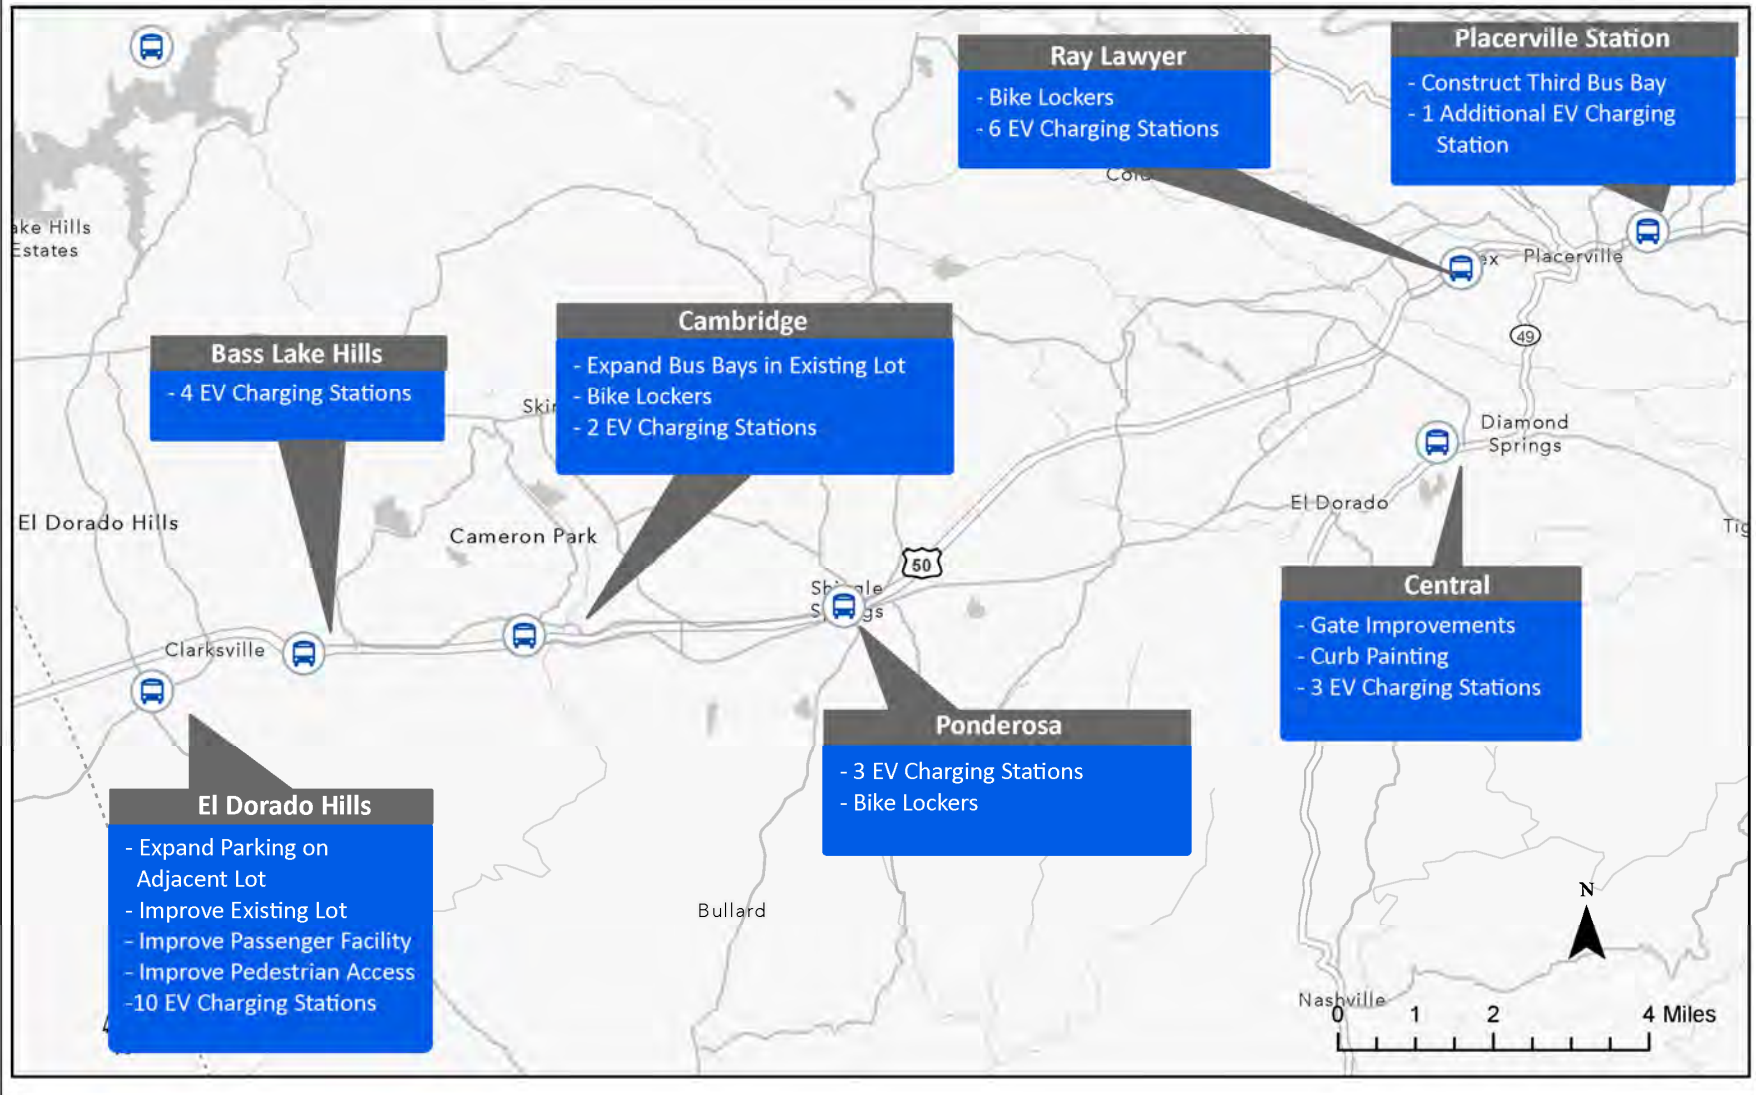 Ray Lawyer
- Bike Lockers
- 6 EV Charging Stations
Placerville Station
- Construct Third Bus Bay
- 1 Additional EV Charging
Station
ake Hills
Estates
ex
Placerville
49
Bass Lake Hills
- 4 EV Charging Stations
Cambridge
- Expand Bus Bays in Existing Lot
- Bike Lockers
- 2 EV Charging Stations
Diamond
Springs
El Dorado
El Dorado Hills
Cameron Park
50
Clarksville
Central
- Gate Improvements
- Curb Painting
- 3 EV Charging Stations
Ponderosa
- 3 EV Charging Stations
- Bike Lockers
El Dorado Hills
- Expand Parking on
Adjacent Lot
- Improve Existing Lot
- Improve Passenger Facility
- Improve Pedestrian Access
-10 EV Charging Stations
Bullard
N
Nashville
0 1 2 4 Miles